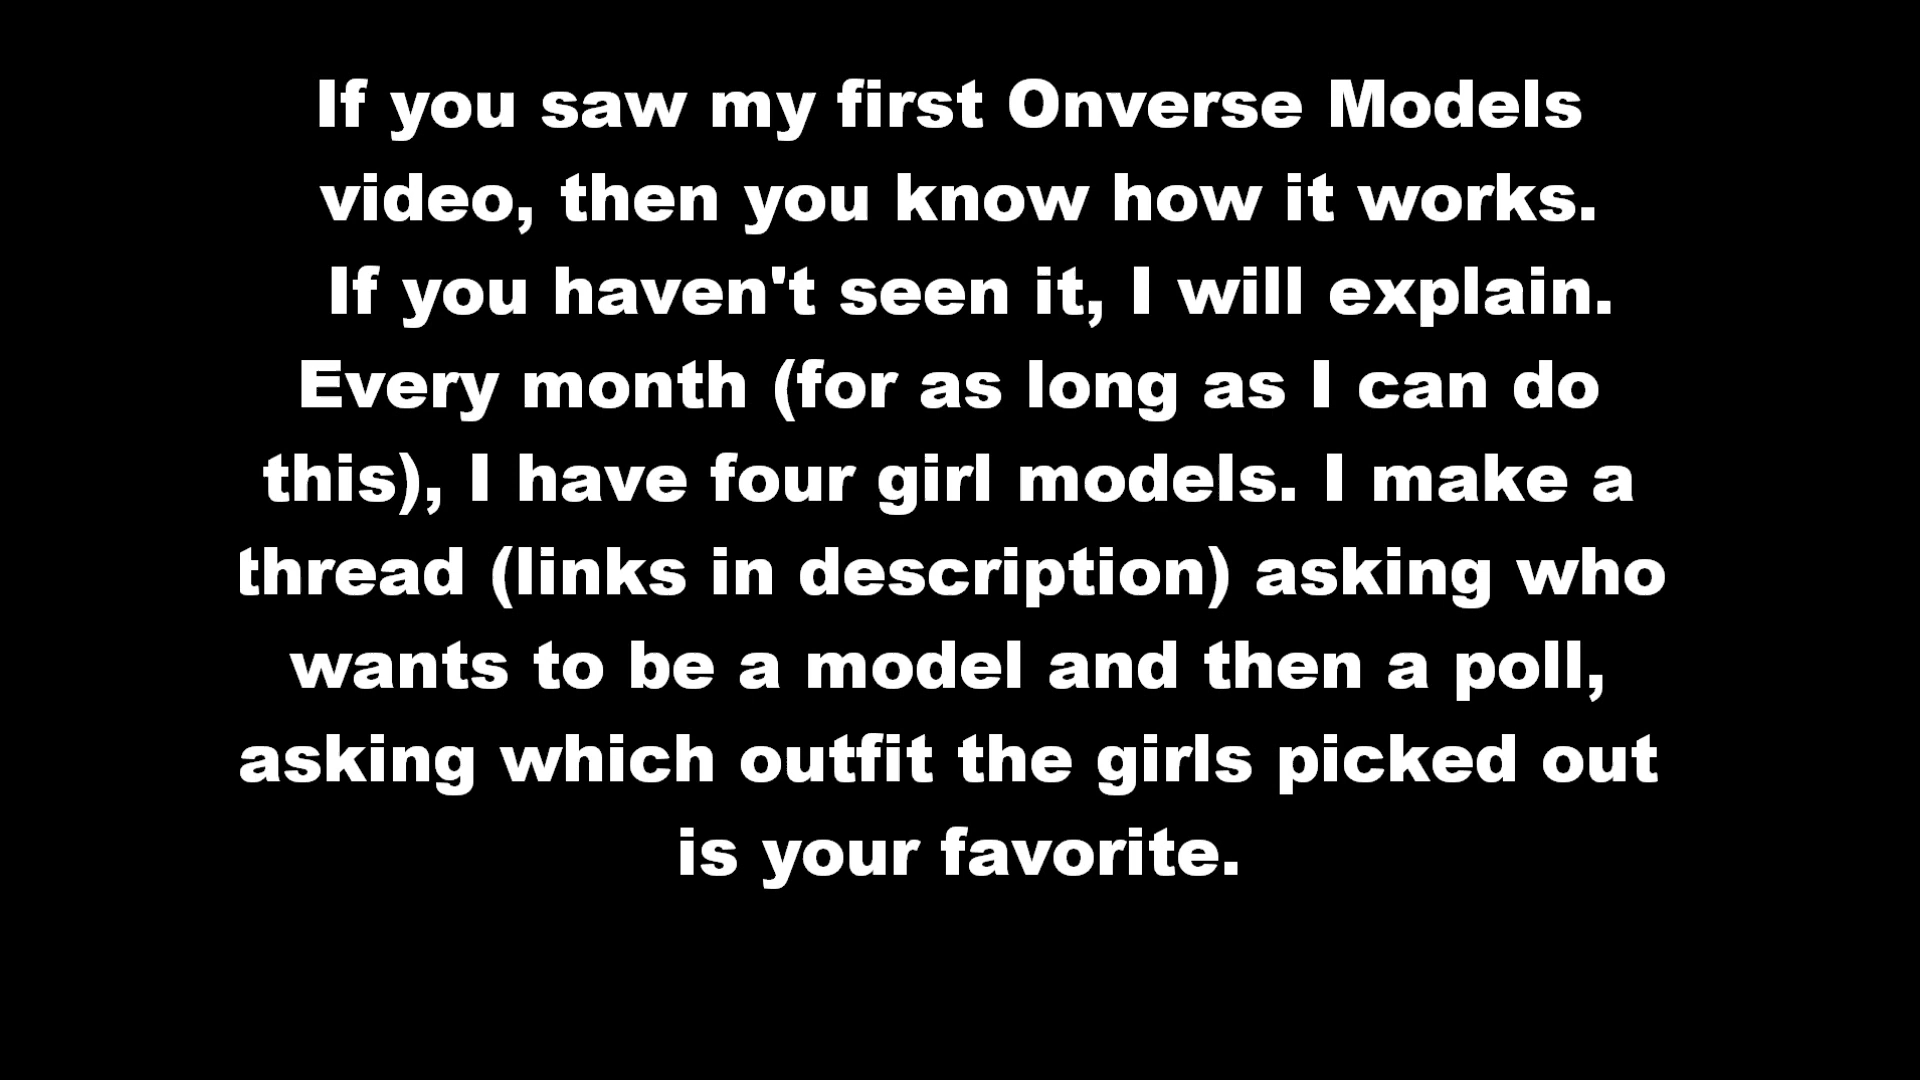 If you saw my first Onverse Models
video, then you know how it works.
If you haven't seen it, I will explain.
Every month (for as long as I can do
this), I have four girl models. I make a
thread (links in description) asking who
wants to be a model and then a poll,
asking which outfit the girls picked out
is your favorite.